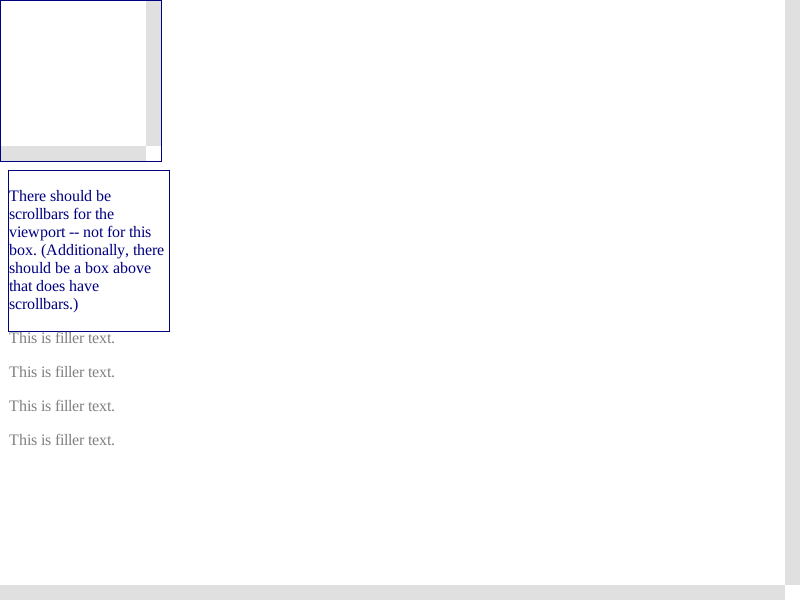 There should be
scrollbars for the
viewport -- not for this
box. (Additionally, there
should be a box above
that does have
scrollbars.)
This is filler text.
This is filler text.
This is filler text.
This is filler text.